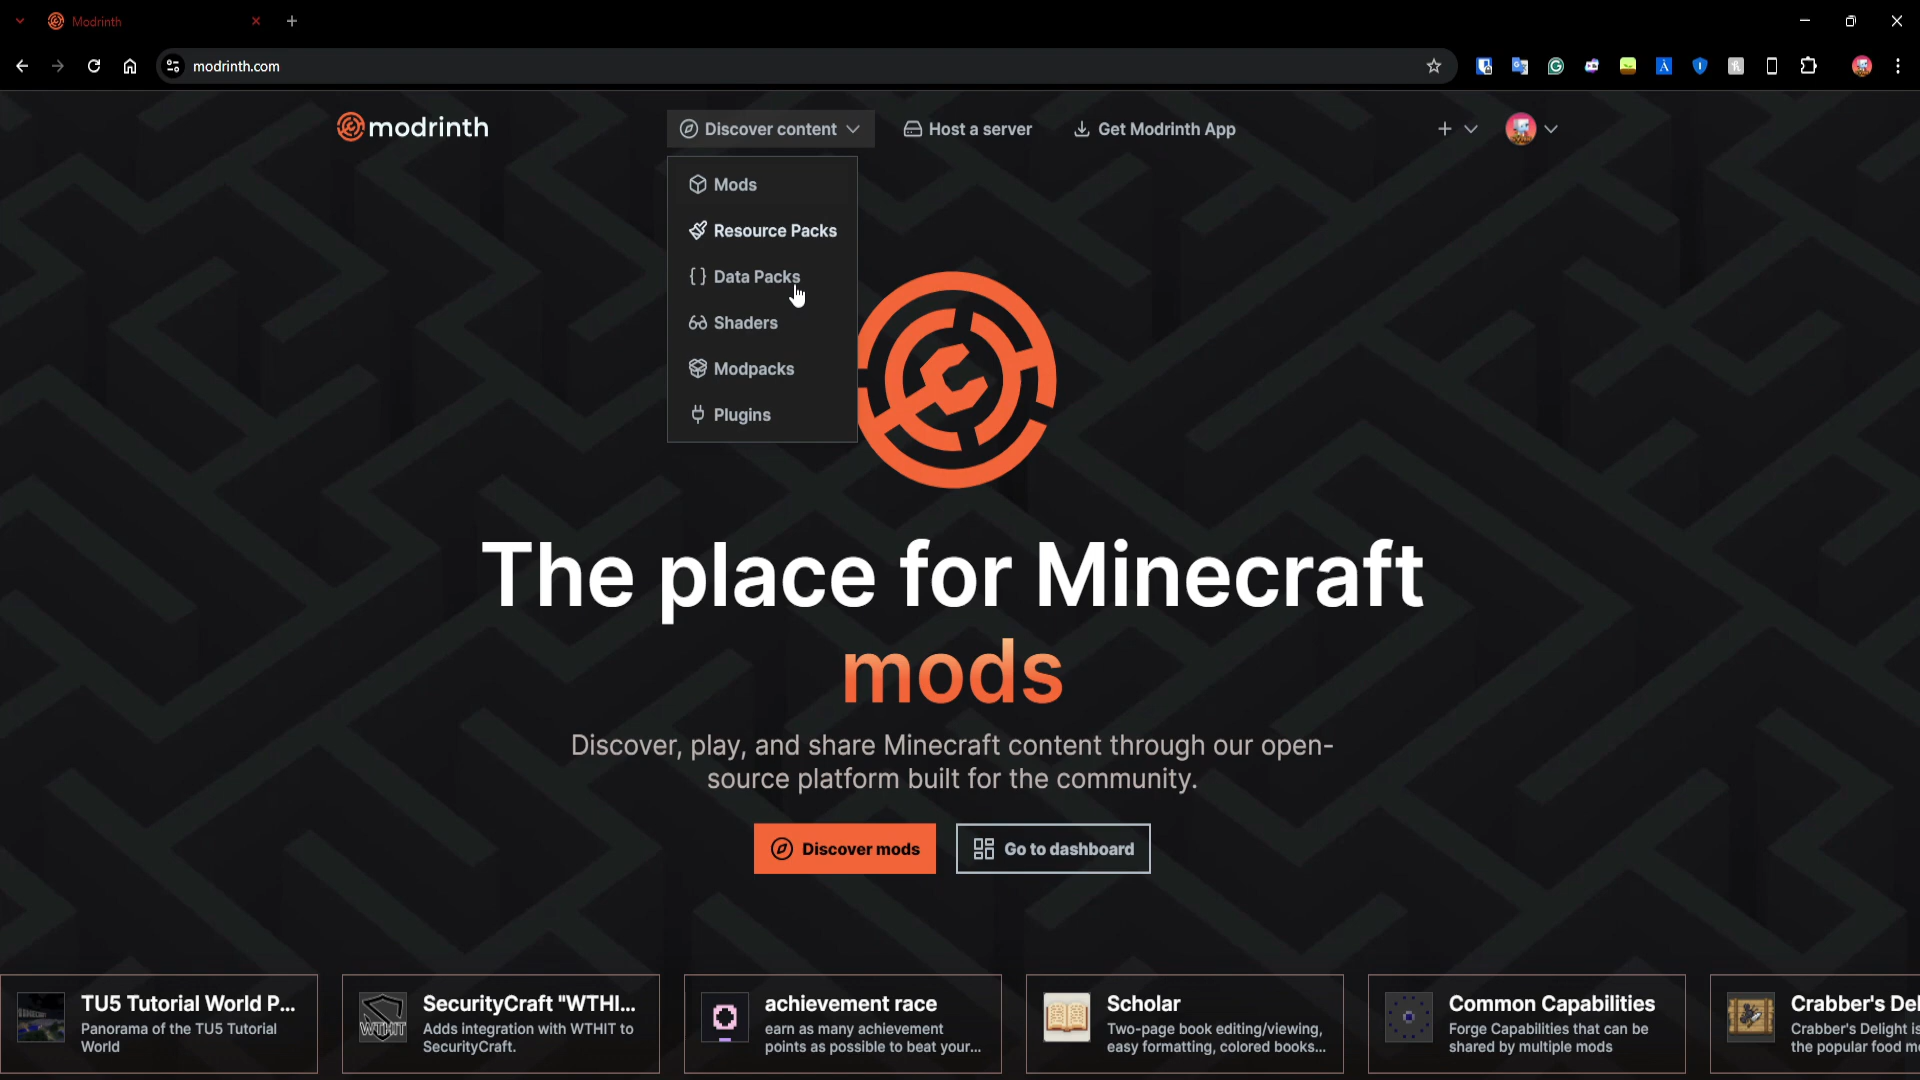 Modrinth
modrinth.com
modrinth
Discover content
Host a server
Get Modrinth App
Mods
Resource Packs
Data Packs
Shaders
Modpacks
Plugins
The place for Minecraft
mods
Discover, play, and share Minecraft content through our open-
source platform built for the community.
Discover mods
Go to dashboard
TU5 Tutorial World P...
Panorama of the TU5 Tutorial
World
WTHIT
SecurityCraft "WTHI...
Adds integration with WTHIT to
SecurityCraft.
achievement race
earn as many achievement
points as possible to beat your...
Scholar
Two-page book editing/viewing,
easy formatting, colored books...
Common Capabilities
Forge Capabilities that can be
shared by multiple mods
Crabber's Del
Crabber's Delight is
the popular food m